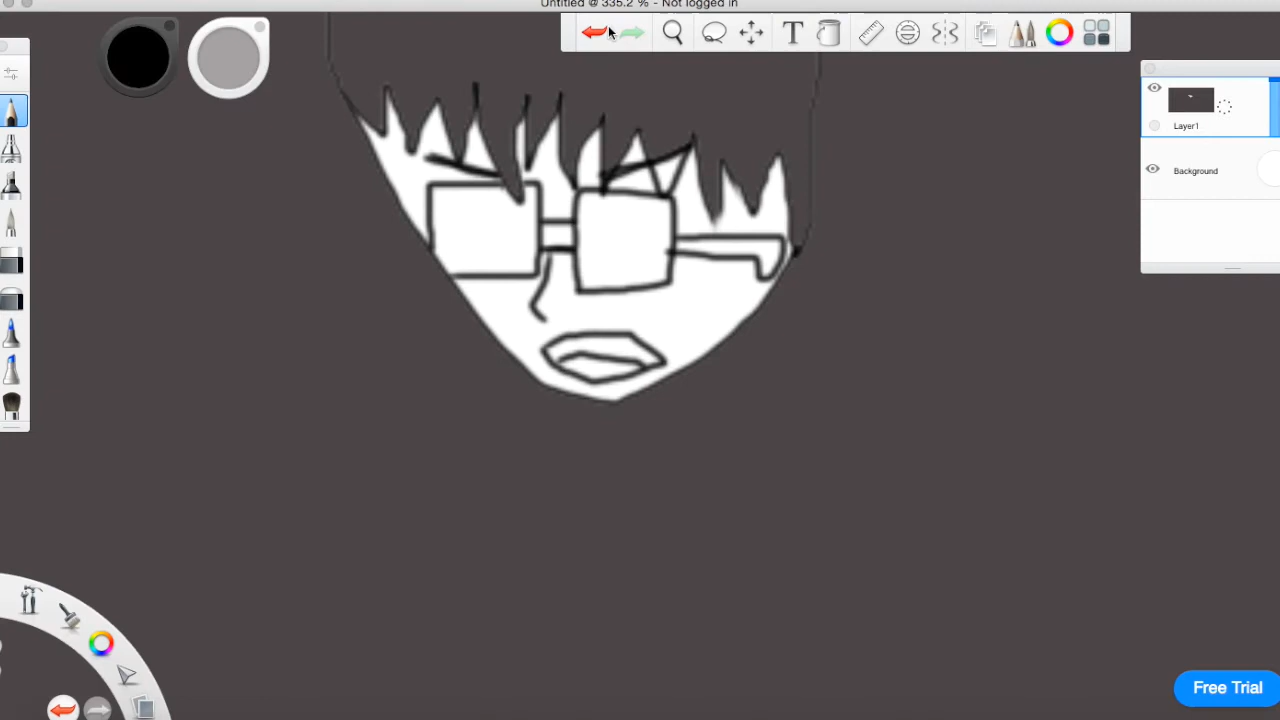 Untitled @ 335.2 % - Not logged in
T
Layer1
Background
Free Trial